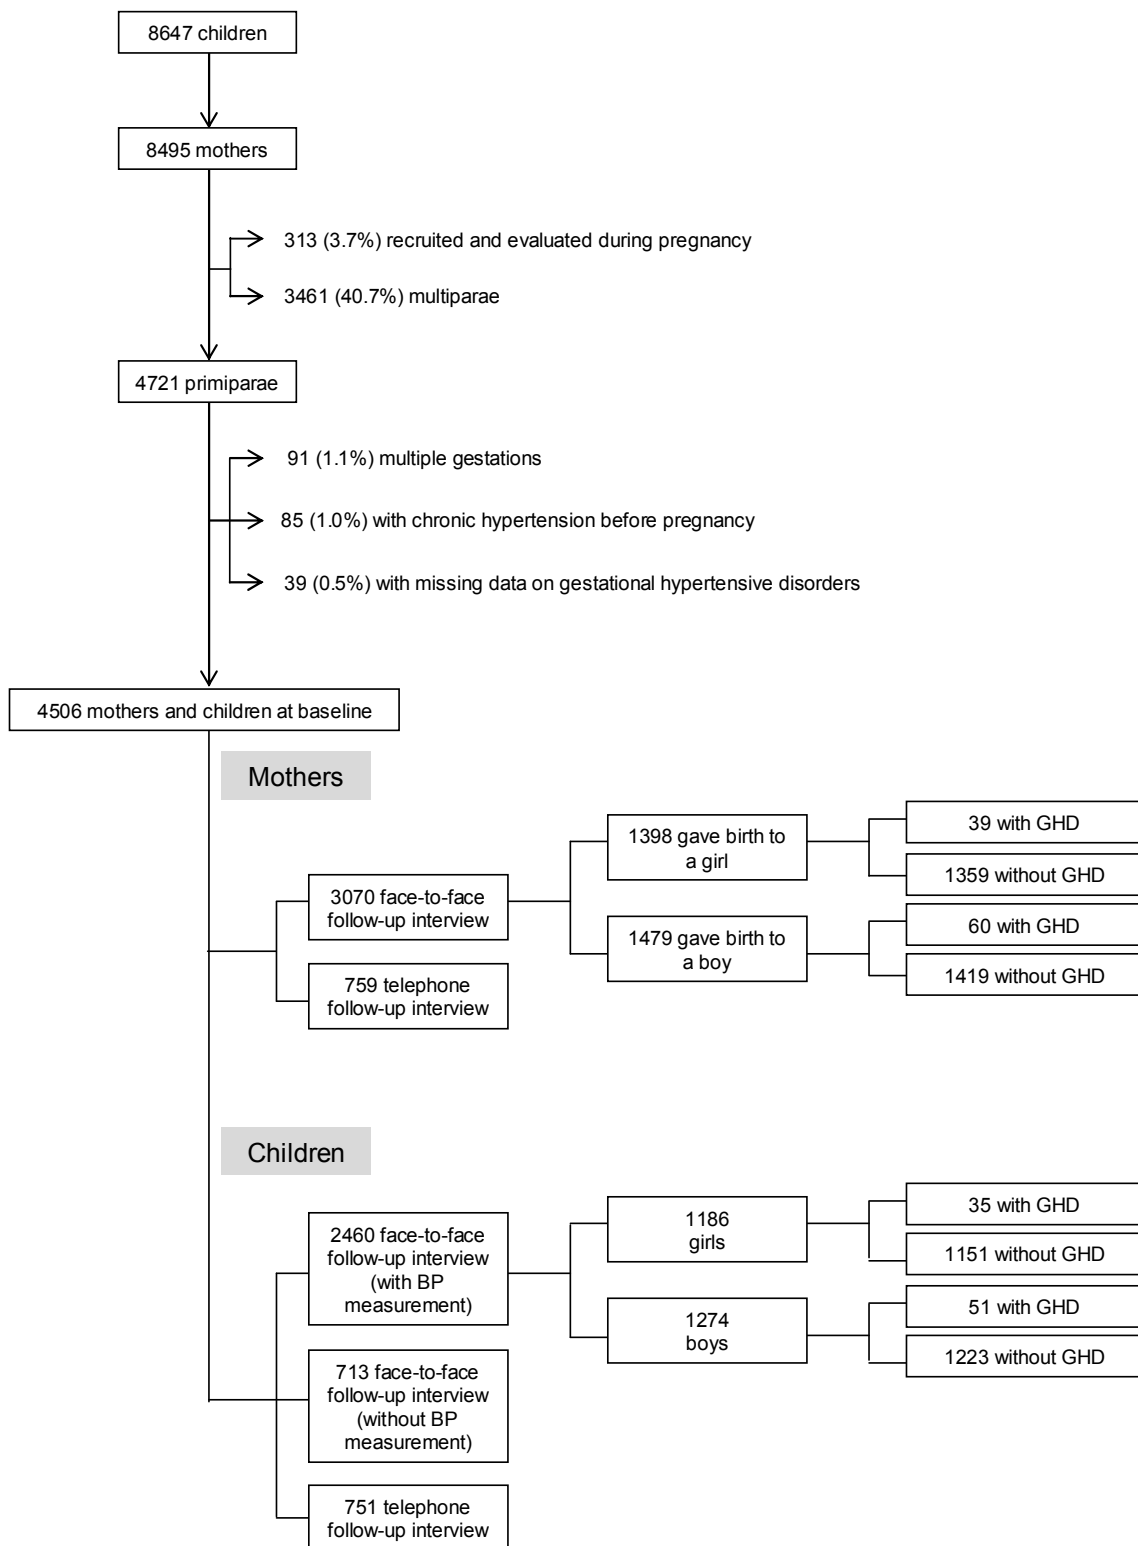 8647 children
8495 mothers
313 (3.7%) recruited and evaluated during pregnancy
3461 (40.7%) multiparae
4721 primiparae
91 (1.1%) multiple gestations
85 (1.0%) with chronic hypertension before pregnancy
39 (0.5%) with missing data on gestational hypertensive disorders
4506 mothers and children at baseline
Mothers
3070 face-to-face
follow-up interview
759 telephone
follow-up interview
1398 gave birth to
a girl
1479 gave birth to
a boy
39 with GHD
1359 without GHD
60 with GHD
1419 without GHD
Children
2460 face-to-face
follow-up interview
(with BP
measurement)
713 face-to-face
follow-up interview
(without BP
measurement)
751 telephone
follow-up interview
1186
girls
1274
boys
35 with GHD
1151 without GHD
51 with GHD
1223 without GHD